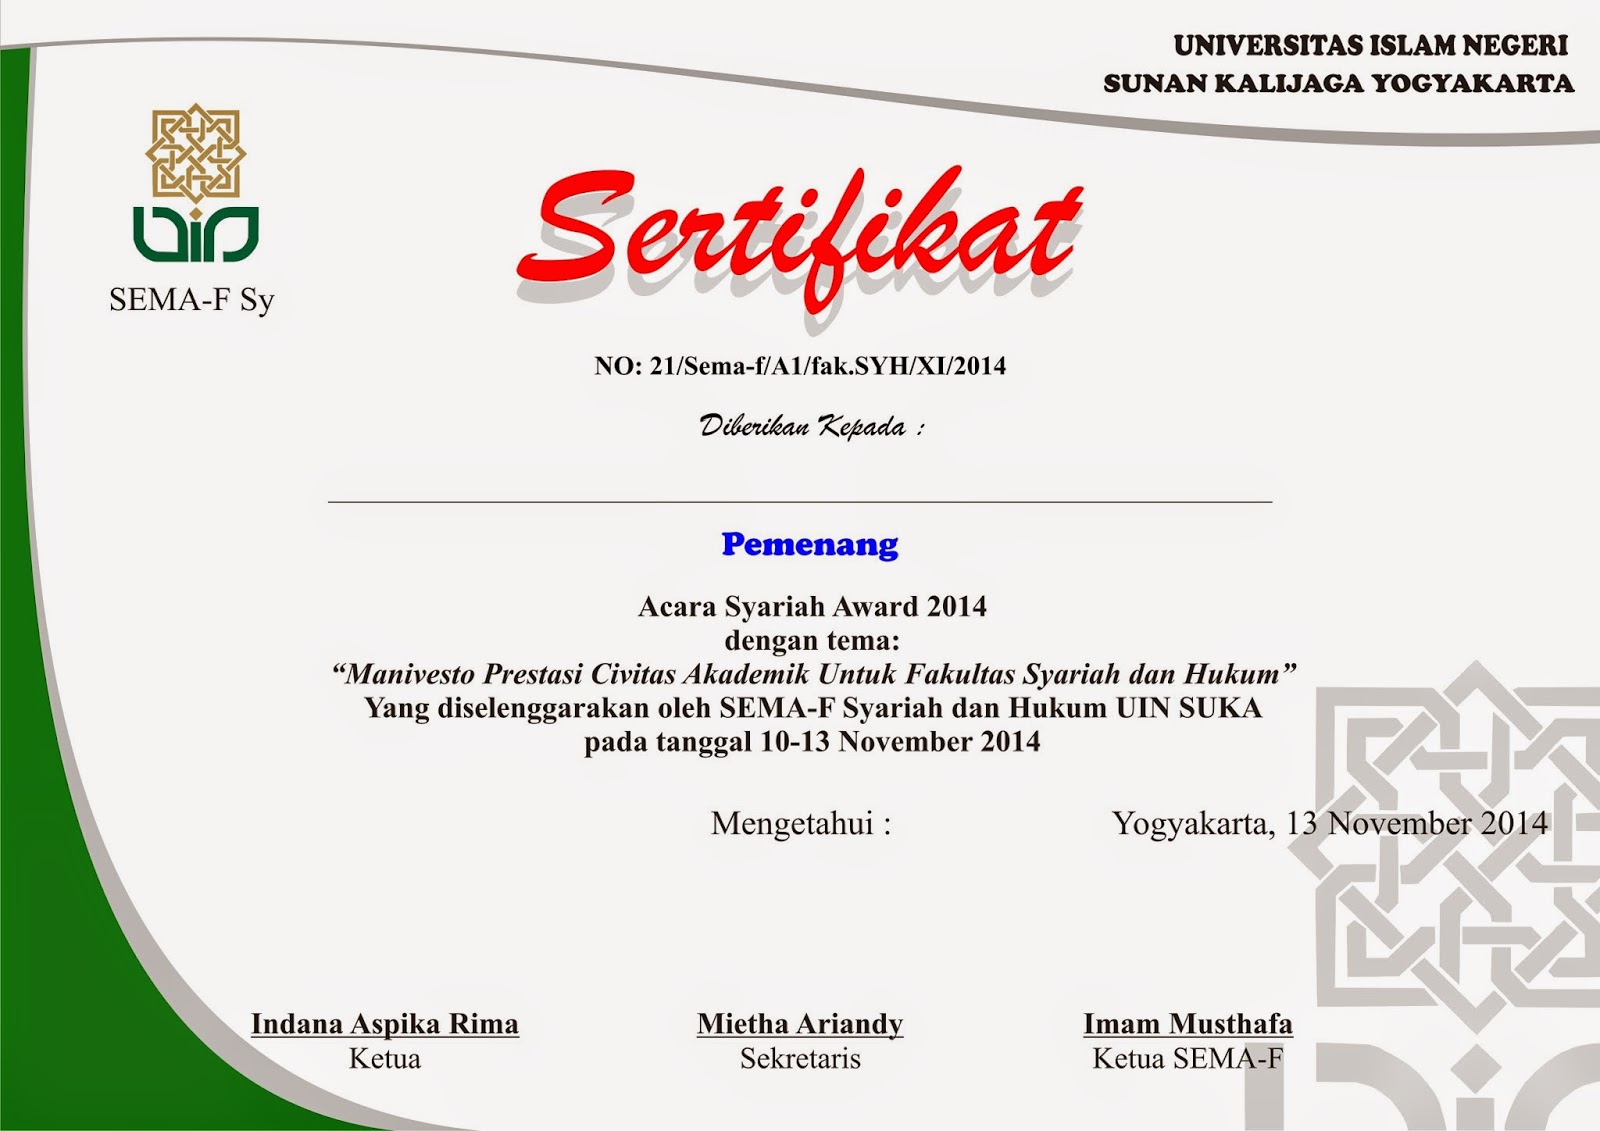 UNIVERSITAS ISLAM NEGERI
SUNAN KALIJAGA YOGYAKARTA
uin
SEMA-F Sy
Sertifikat
NO: 21/Sema-f/A1/fak.SYH/XI/2014
Diberikan Kepada :
Pemenang
Acara Syariah Award 2014
dengan tema:
“Manivesto Prestasi Civitas Akademik Untuk Fakultas Syariah dan Hukum”
Yang diselenggarakan oleh SEMA-F Syariah dan Hukum UIN SUKA
pada tanggal 10-13 November 2014
Mengetahui :
Yogyakarta, 13 November 2014
Indana Aspika Rima
Ketua
Mietha Ariandy
Sekretaris
Imam Musthafa
Ketua SEMA-F